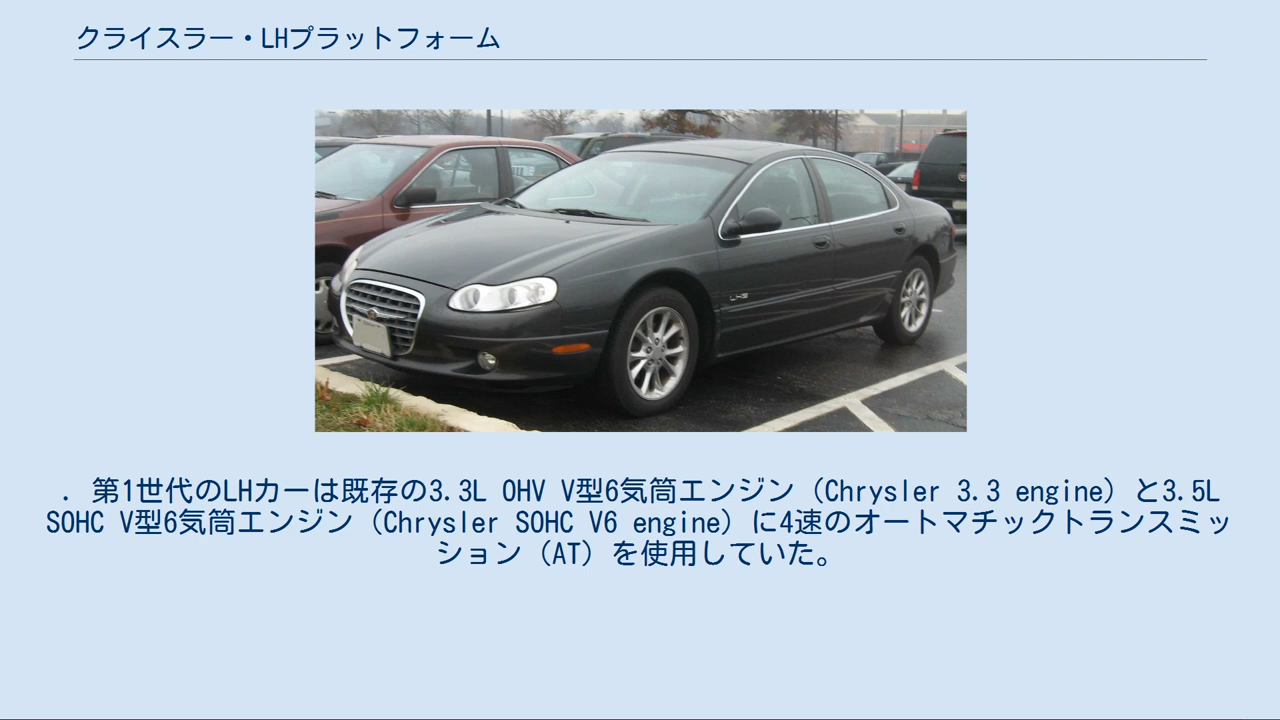 クライスラー・LHプラットフォーム
LHS
. 第1世代のLHカーは既存の3.3L OHV V型6気筒エンジン（Chrysler 3.3 engine）と3.5L
SOHC V型6気筒エンジン（Chrysler SOHC V6 engine）に4速のオートマチックトランスミッ
ション（AT）を使用していた。